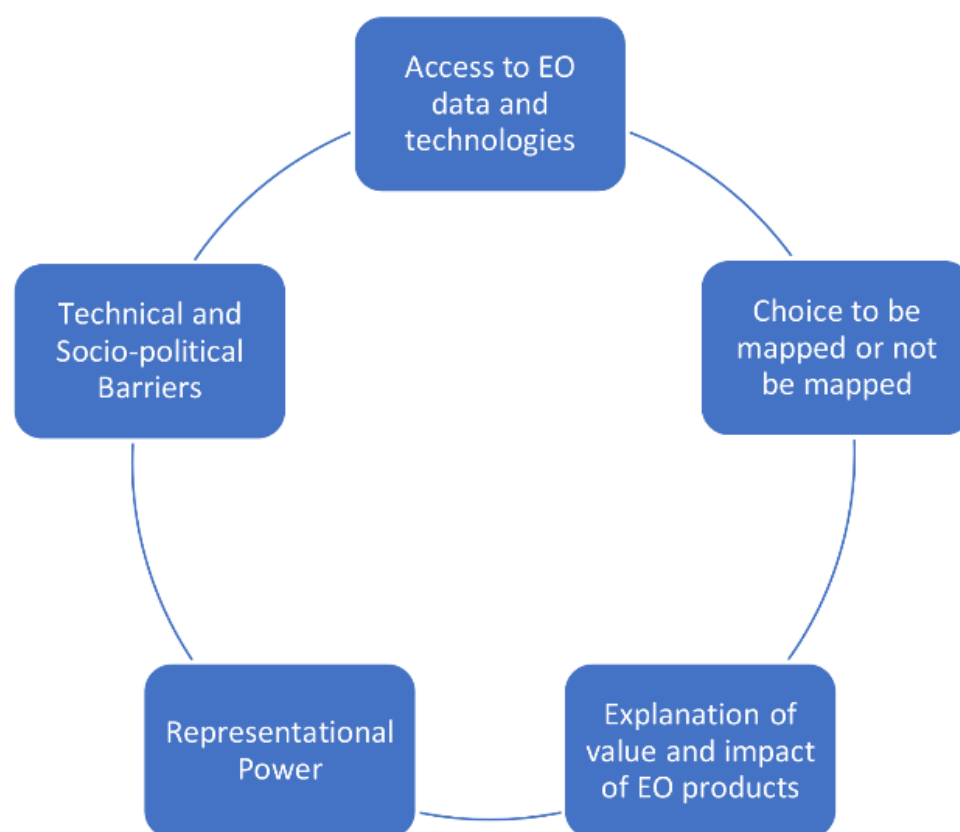 Access to EO
data and
technologies
Choice to be
mapped or not
be mapped
Explanation of
value and impact
of EO products
Representational
Power
Technical and
Socio-political
Barriers